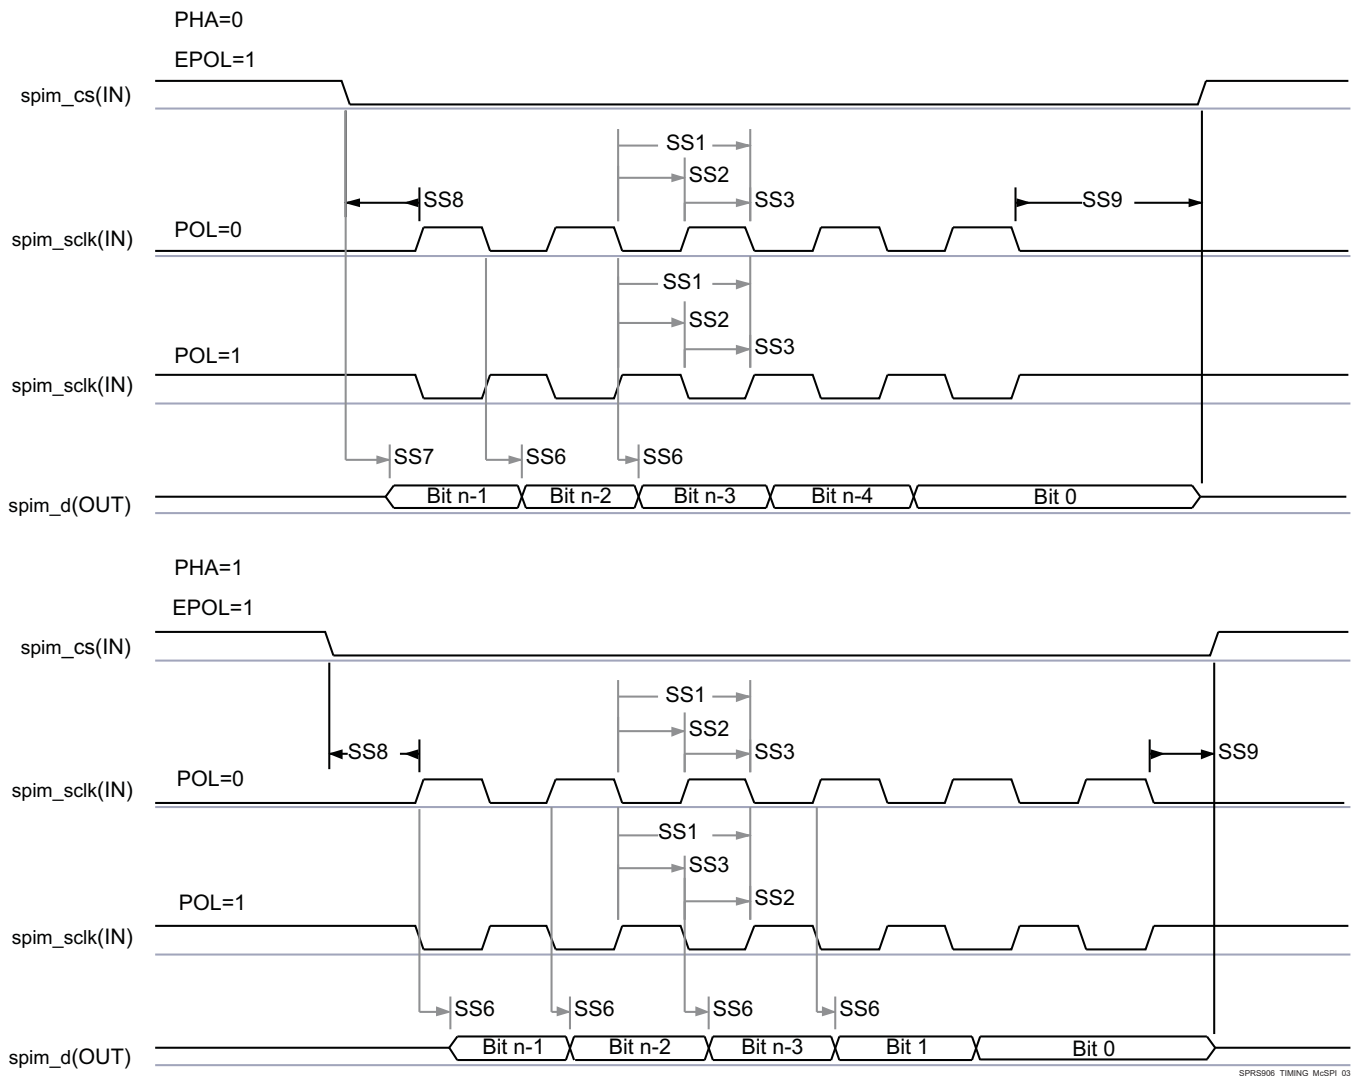 PHA=0
EPOL=1
spim_cs(IN)
SS1
SS2
SS8 SS3 SS9
POL=0
spim_sclk(IN)
SS1
SS2
SS3
POL=1
spim_sclk(IN)
SS7 SS6 SS6
spim_d(OUT) Bit n-1 Bit n-2 Bit n-3 Bit n-4 Bit 0
PHA=1
EPOL=1
spim_cs(IN)
SS1
SS2
SS8 SS3 SS9
POL=0
spim_sclk(IN)
SS1
SS3
SS2
POL=1
spim_sclk(IN)
SS6 SS6 SS6 SS6
spim_d(OUT) Bit n-1 Bit n-2 Bit n-3 Bit 1 Bit 0
SPRS906_TIMING_McSPI_03